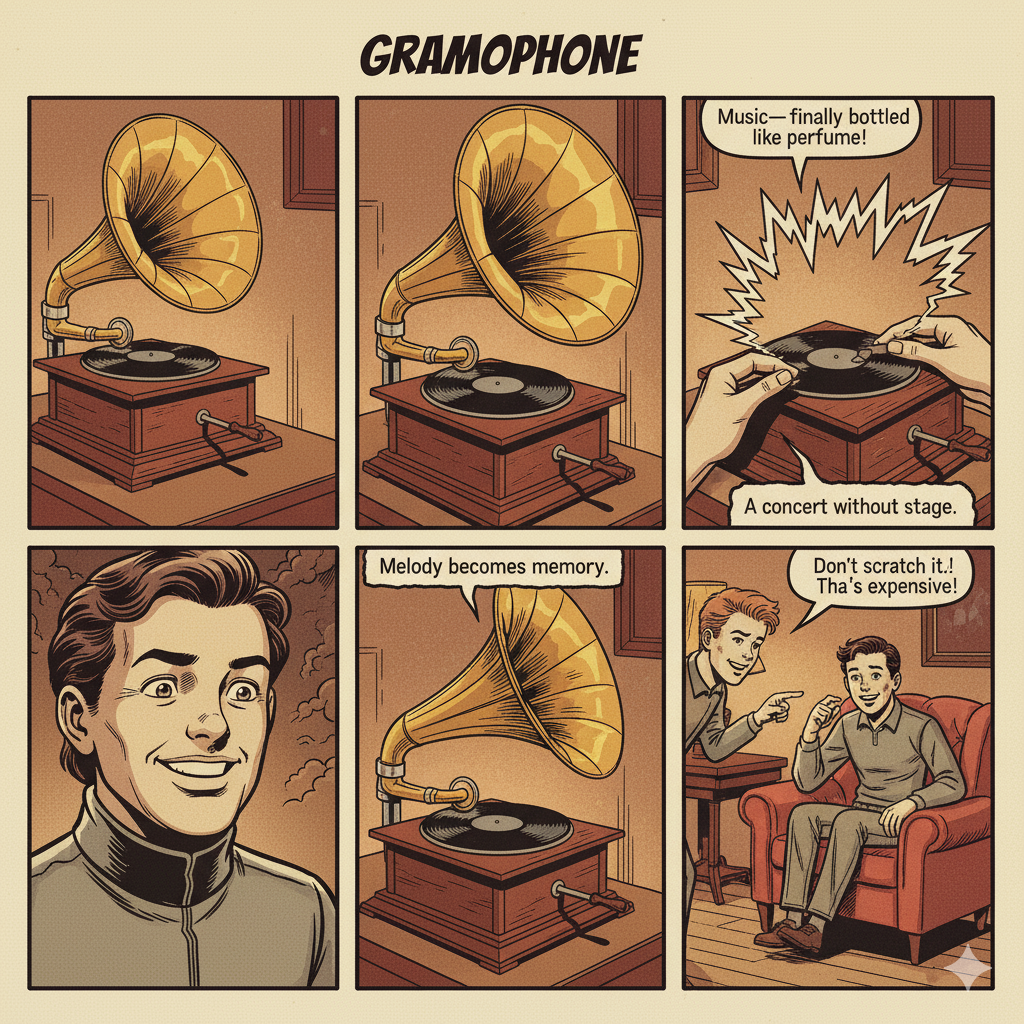 GRAMOPHONE
Music— finally bottled
like perfume!
A concert without stage.
Melody becomes memory.
Don't scratch it.!
Tha's expensive!